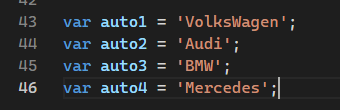 43 var auto1 = 'VolksWagen';
44 var auto2 = 'Audi';
45 var auto3 = 'BMW';
46 var auto4 = 'Mercedes';